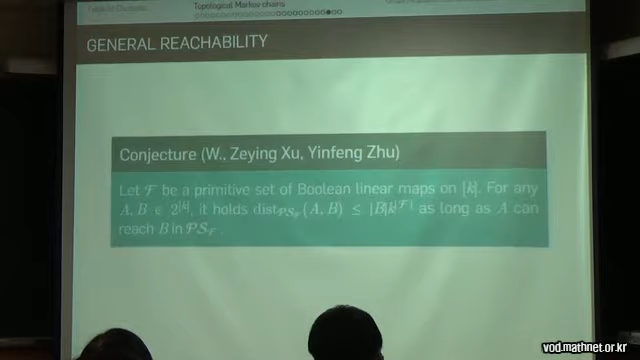 Topological Markov chains
GENERAL REACHABILITY
Conjecture (W., Zeying Xu, Yinfeng Zhu)
Let ℱ be a primitive set of Boolean linear maps on [k]. For any
A, B ∈ 2^[k], it holds dist_𝒫𝒮_ℱ(A, B) ≤ |B|k^|ℱ| as long as A can
reach B in 𝒫𝒮_ℱ.
vod.mathnet.or.kr